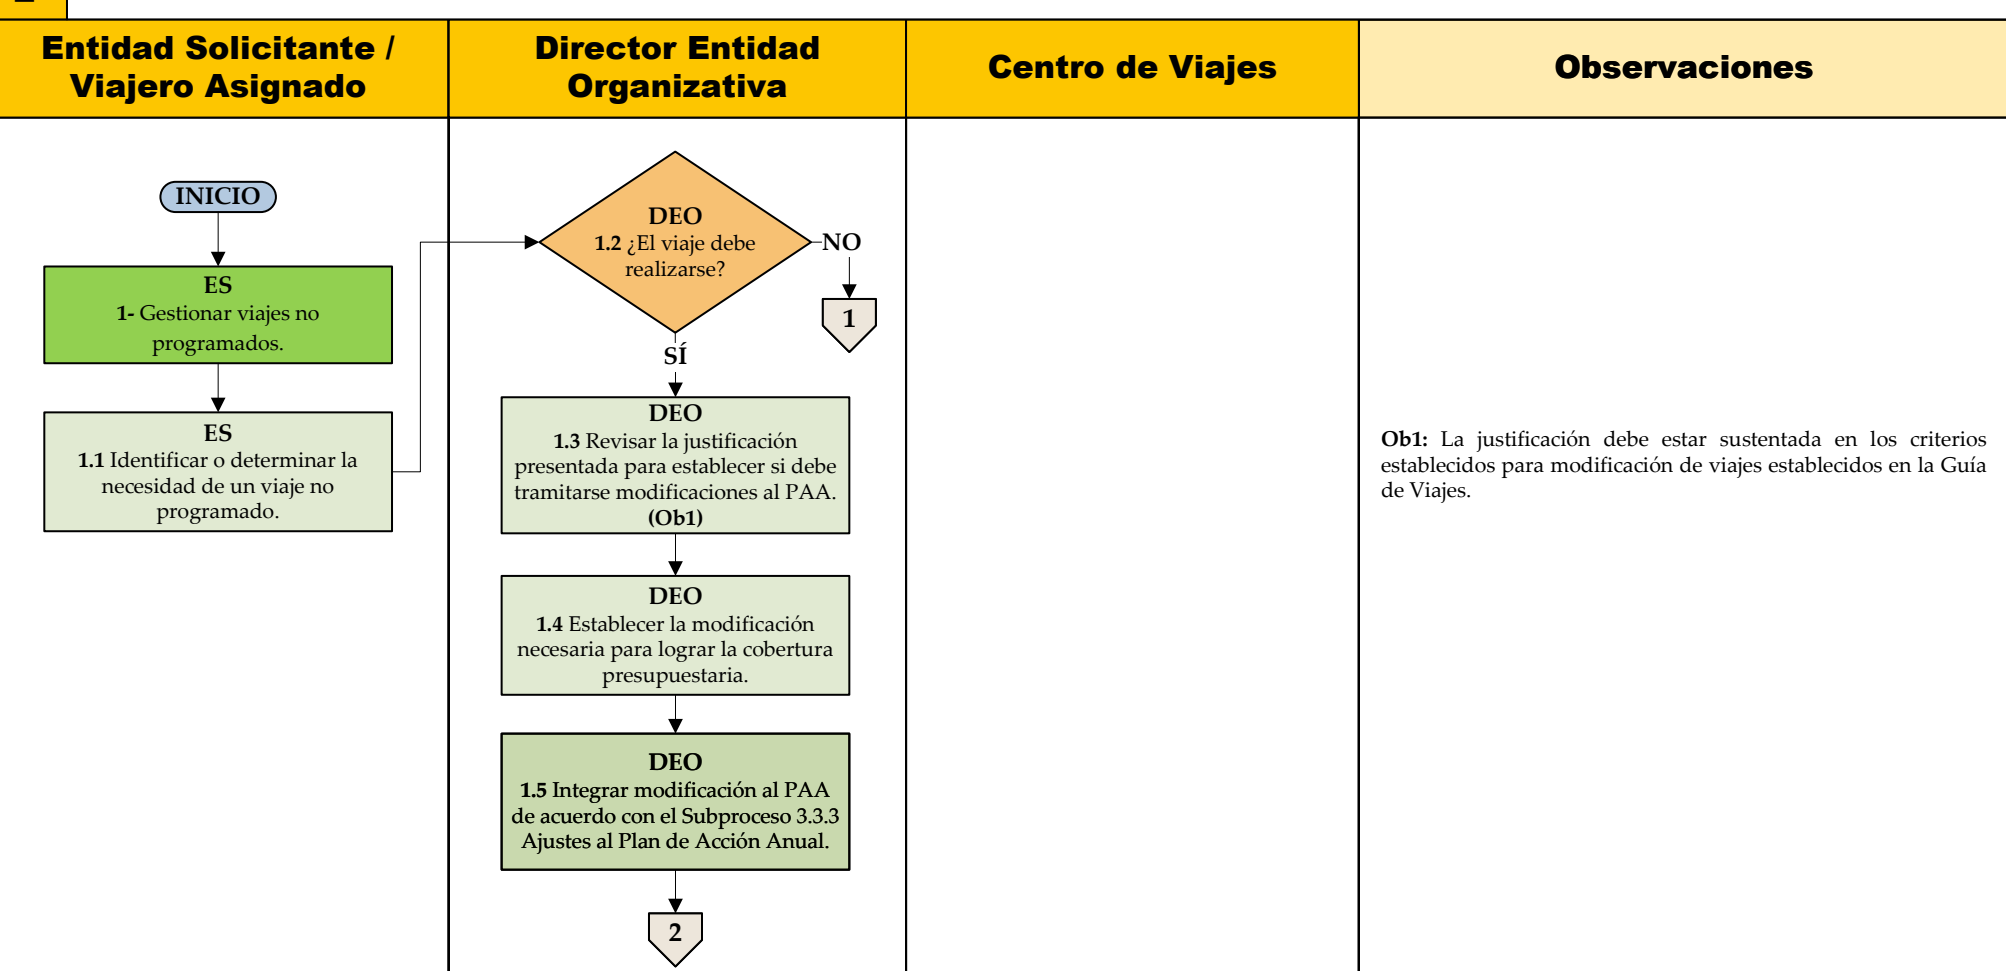 Entidad Solicitante /
Viajero Asignado
Director Entidad
Organizativa
Centro de Viajes
Observaciones
INICIO
ES
1- Gestionar viajes no
programados.
ES
1.1 Identificar o determinar la
necesidad de un viaje no
programado.
DEO
1.2 ¿El viaje debe
realizarse?
NO
1
SÍ
DEO
1.3 Revisar la justificación
presentada para establecer si debe
tramitarse modificaciones al PAA.
(Ob1)
DEO
1.4 Establecer la modificación
necesaria para lograr la cobertura
presupuestaria.
DEO
1.5 Integrar modificación al PAA
de acuerdo con el Subproceso 3.3.3
Ajustes al Plan de Acción Anual.
2
Ob1: La justificación debe estar sustentada en los criterios
establecidos para modificación de viajes establecidos en la Guía
de Viajes.